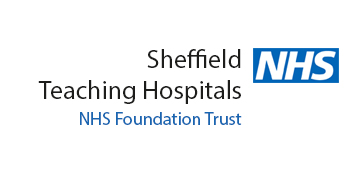 Sheffield NHS
Teaching Hospitals
NHS Foundation Trust